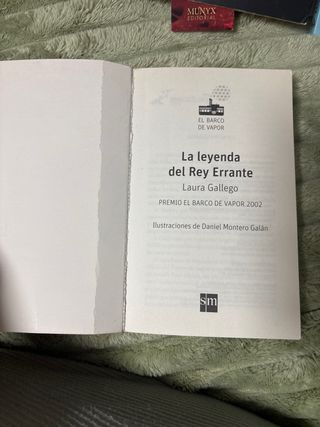 MUNYX
EDITORIAL
EL BARCO
DE VAPOR
La leyenda
del Rey Errante
Laura Gallego
PREMIO EL BARCO DE VAPOR 2002
Ilustraciones de Daniel Montero Galán
sm